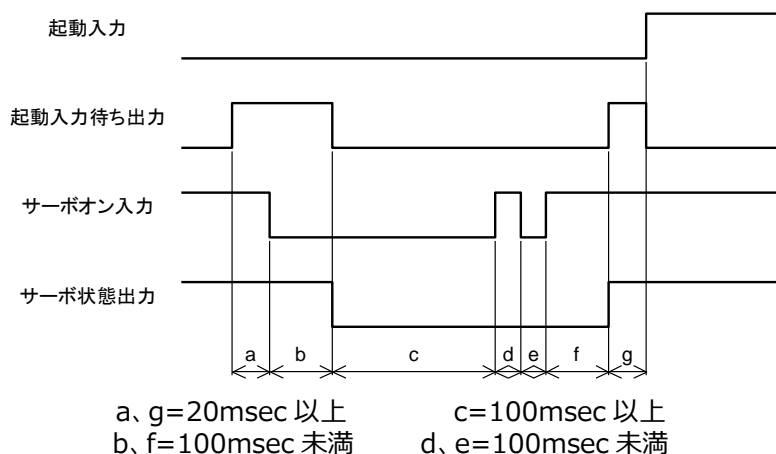 起動入力
起動入力待ち出力
サーボオン入力
サーボ状態出力
a b c d e f g
a、g=20msec 以上 c=100msec 以上
b、f=100msec 未満 d、e=100msec 未満